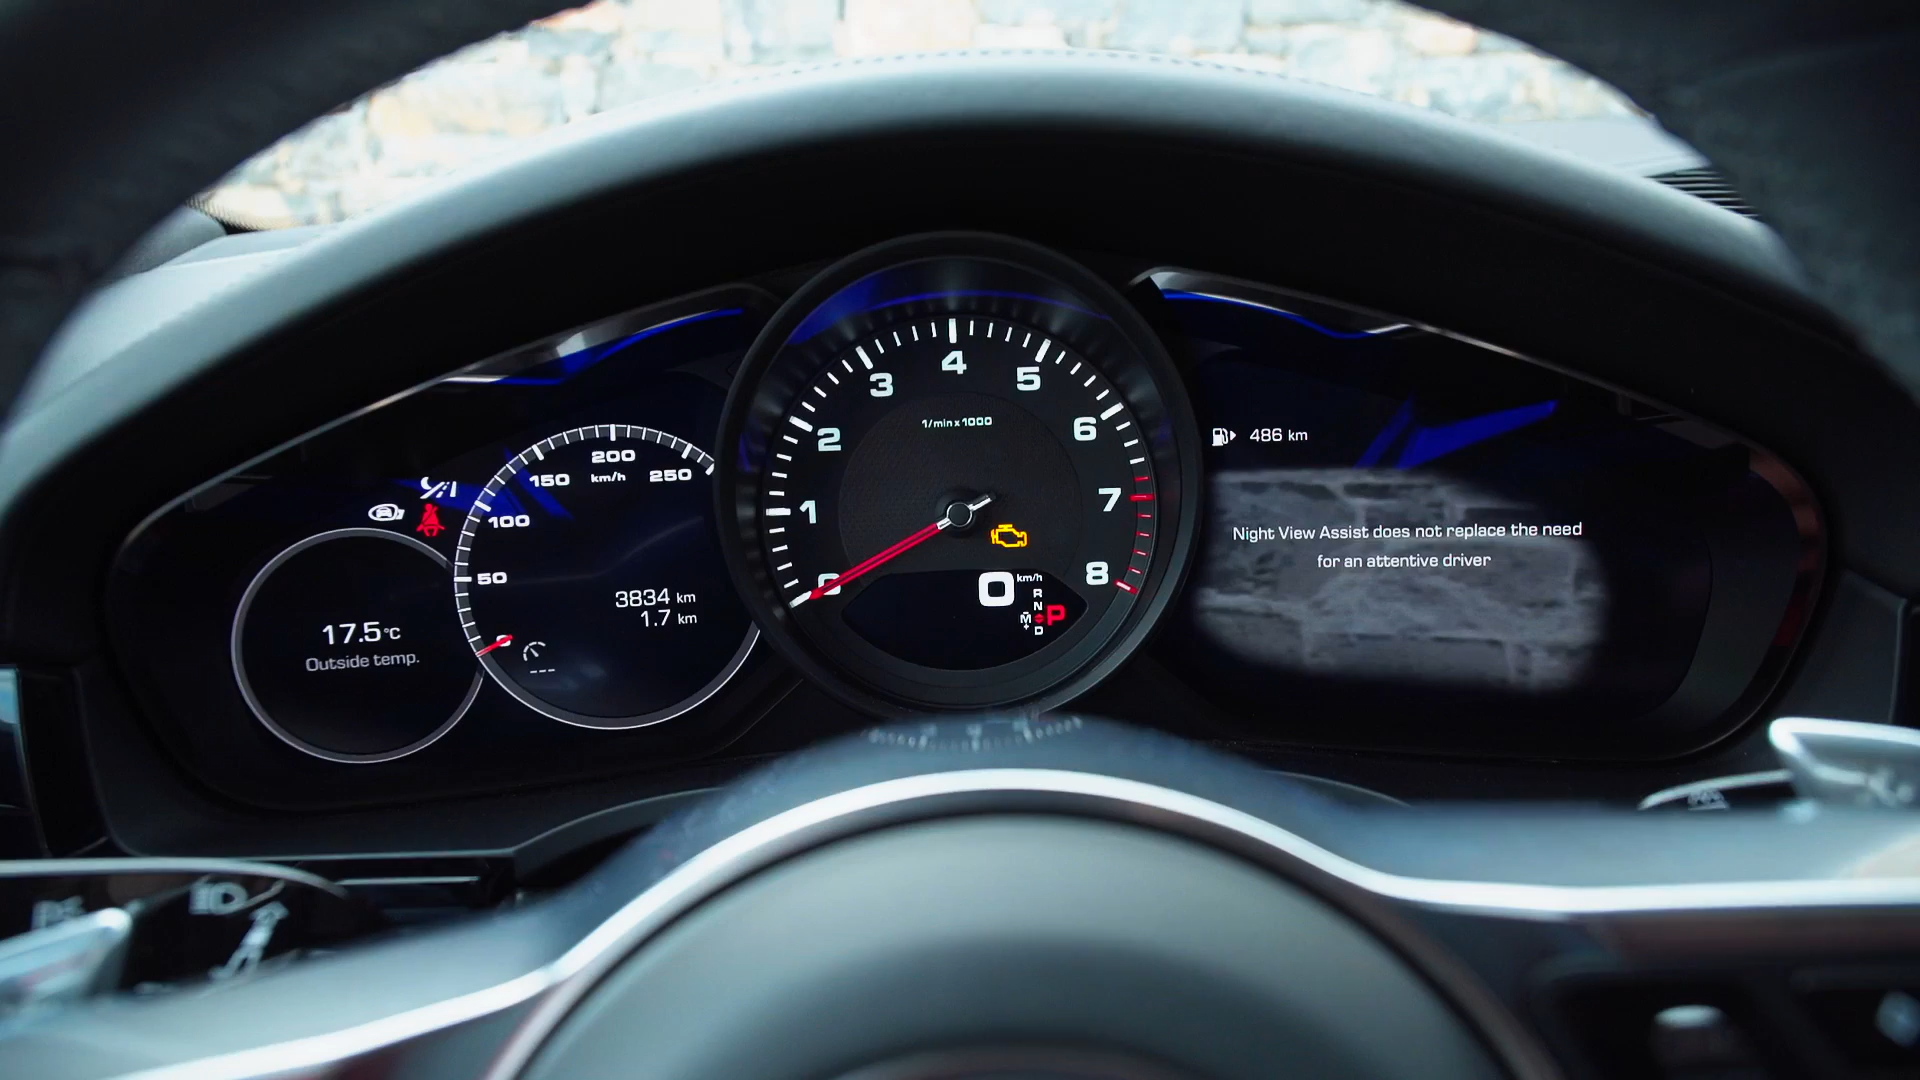 17.5 °C
Outside temp.
50
100
150
200
250
km/h
3834 km
1.7 km
---
0
1
2
3
4
5
6
7
8
1/min x 1000
0 km/h
R
N
D
M
+
-
P
486 km
Night View Assist does not replace the need
for an attentive driver